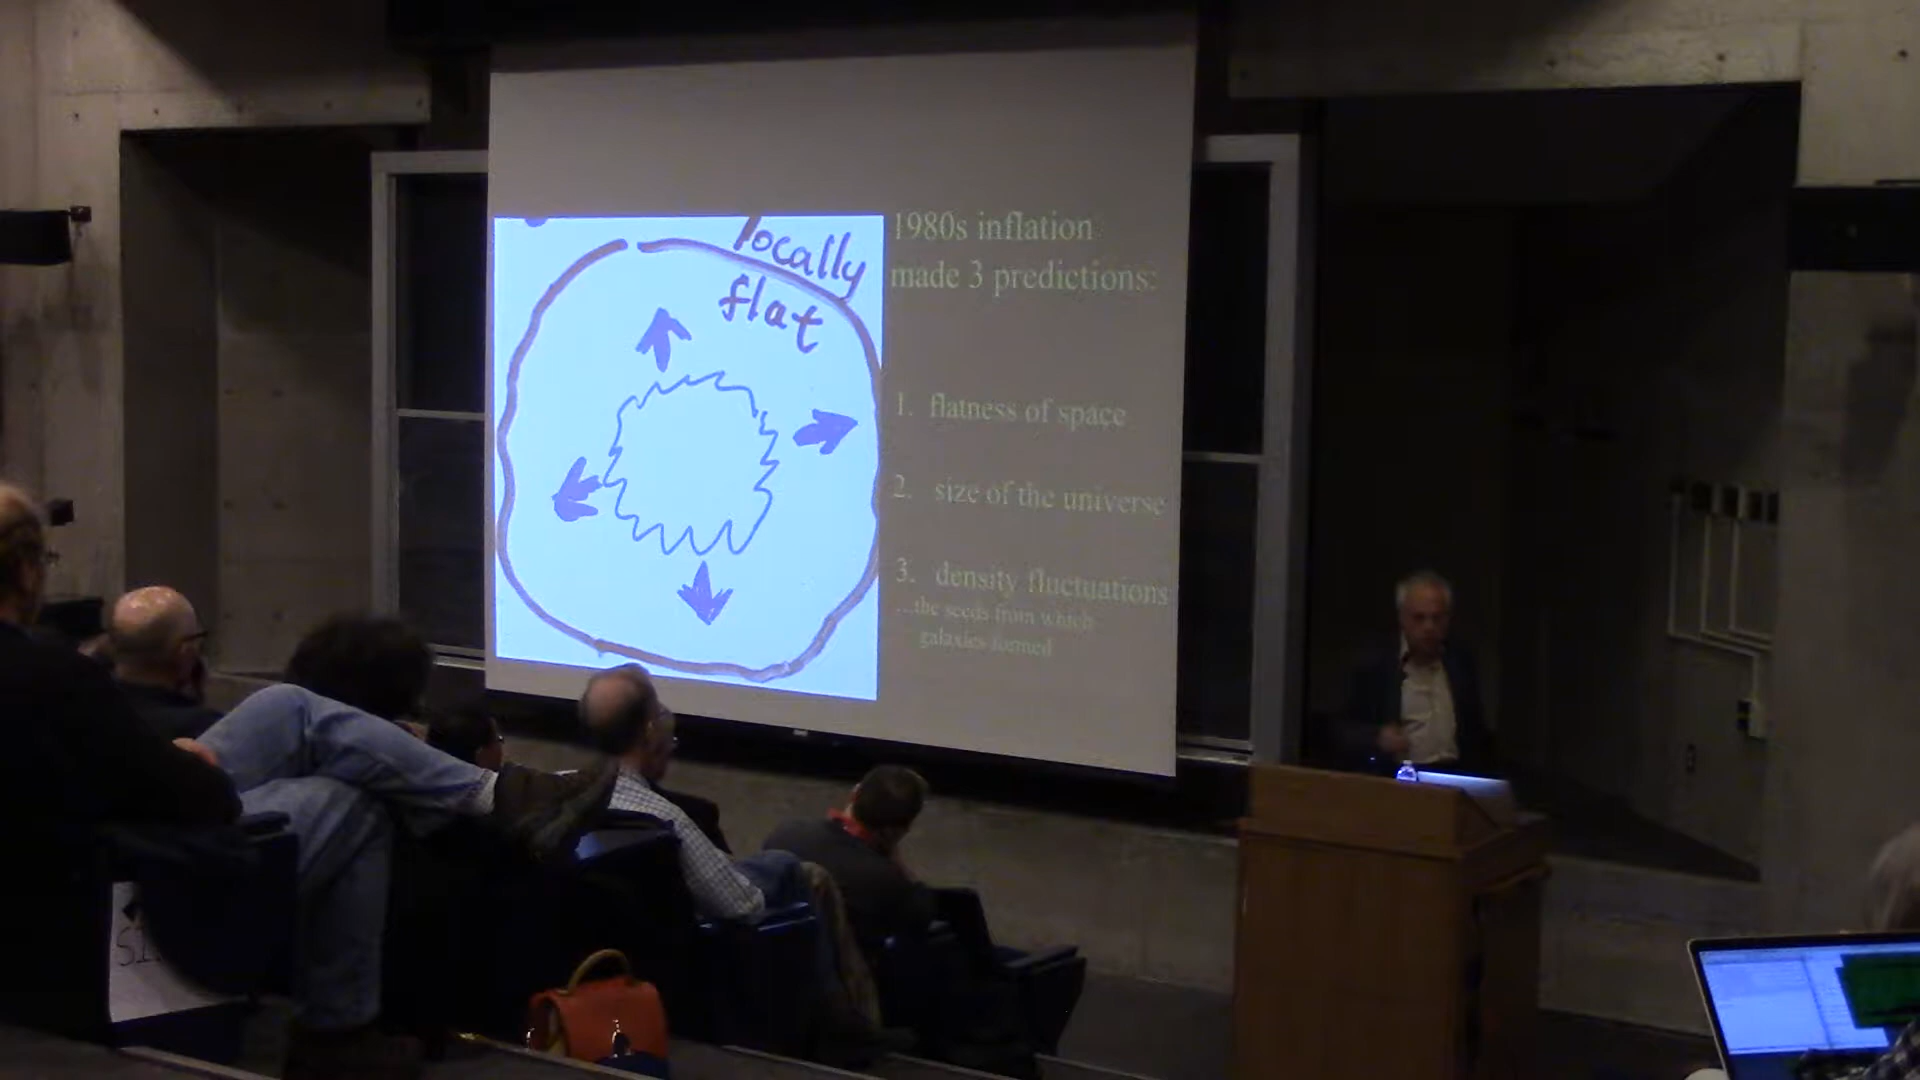 locally
flat
1980s inflation
made 3 predictions:
1. flatness of space
2. size of the universe
3. density fluctuations
...the seeds from which
galaxies formed